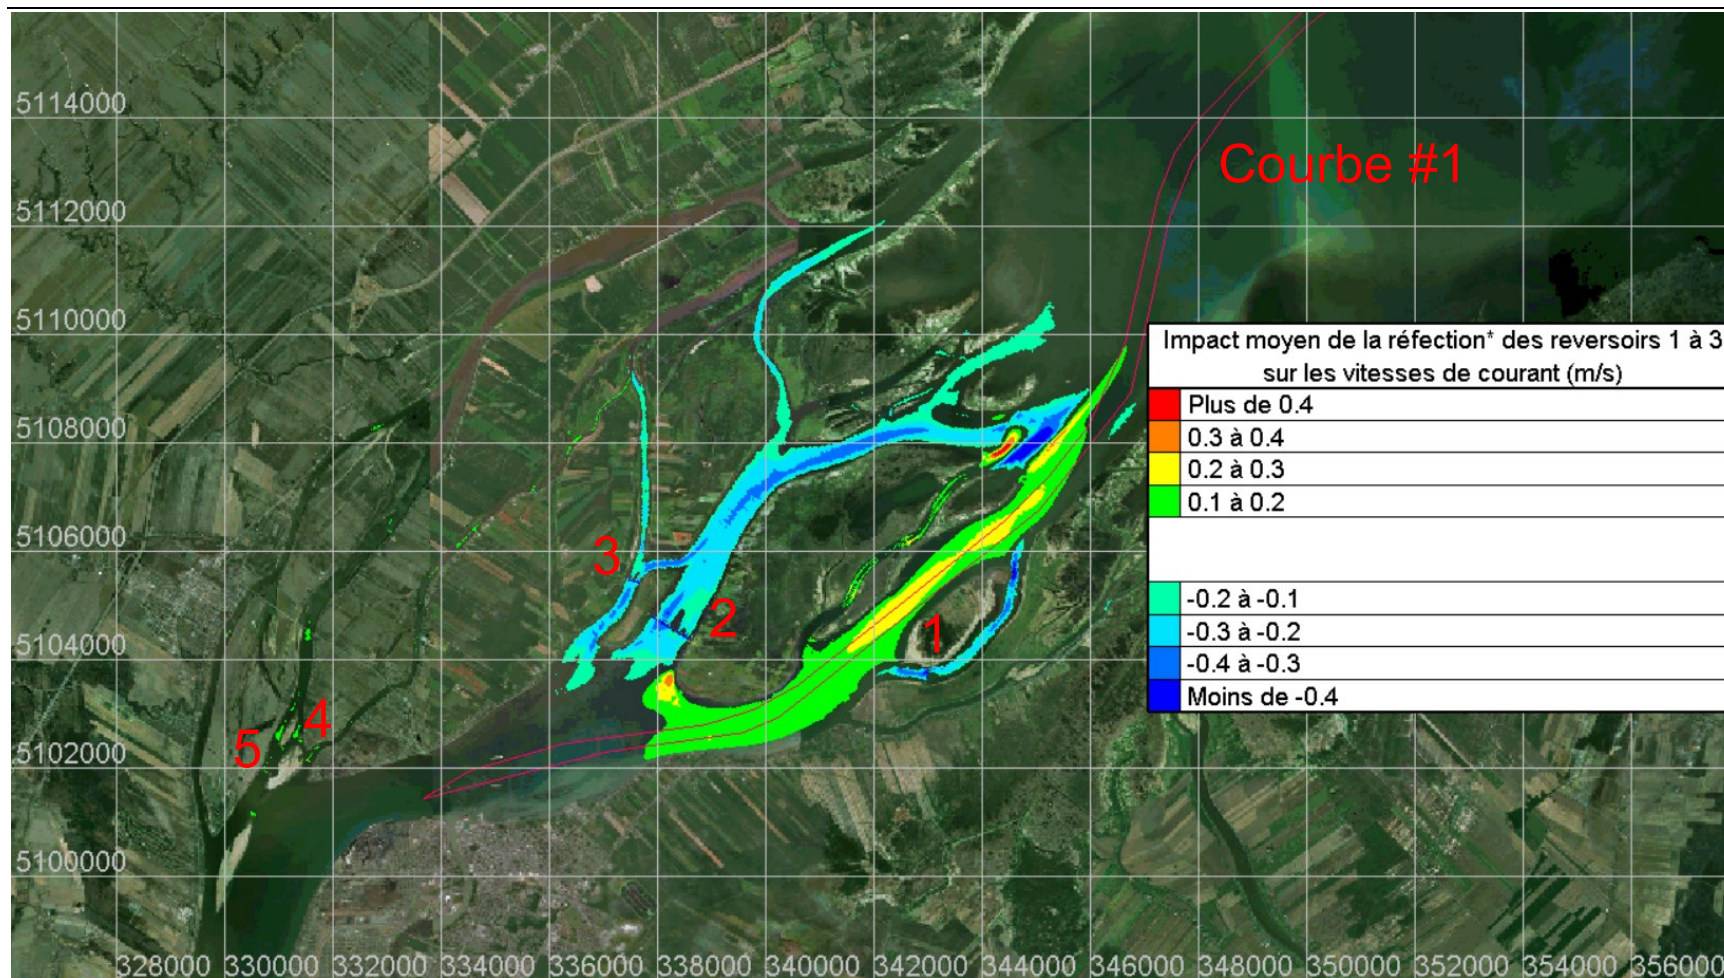 5114000
Courbe #1
5112000
5110000
Impact moyen de la réfection* des reversoirs 1 à 3
sur les vitesses de courant (m/s)
Plus de 0.4
0.3 à 0.4
0.2 à 0.3
0.1 à 0.2
-0.2 à -0.1
-0.3 à -0.2
-0.4 à -0.3
Moins de -0.4
5108000
5106000
3
2
1
5104000
4
5
5102000
5100000
328000 330000 332000 334000 336000 338000 340000 342000 344000 346000 348000 350000 352000 354000 356000